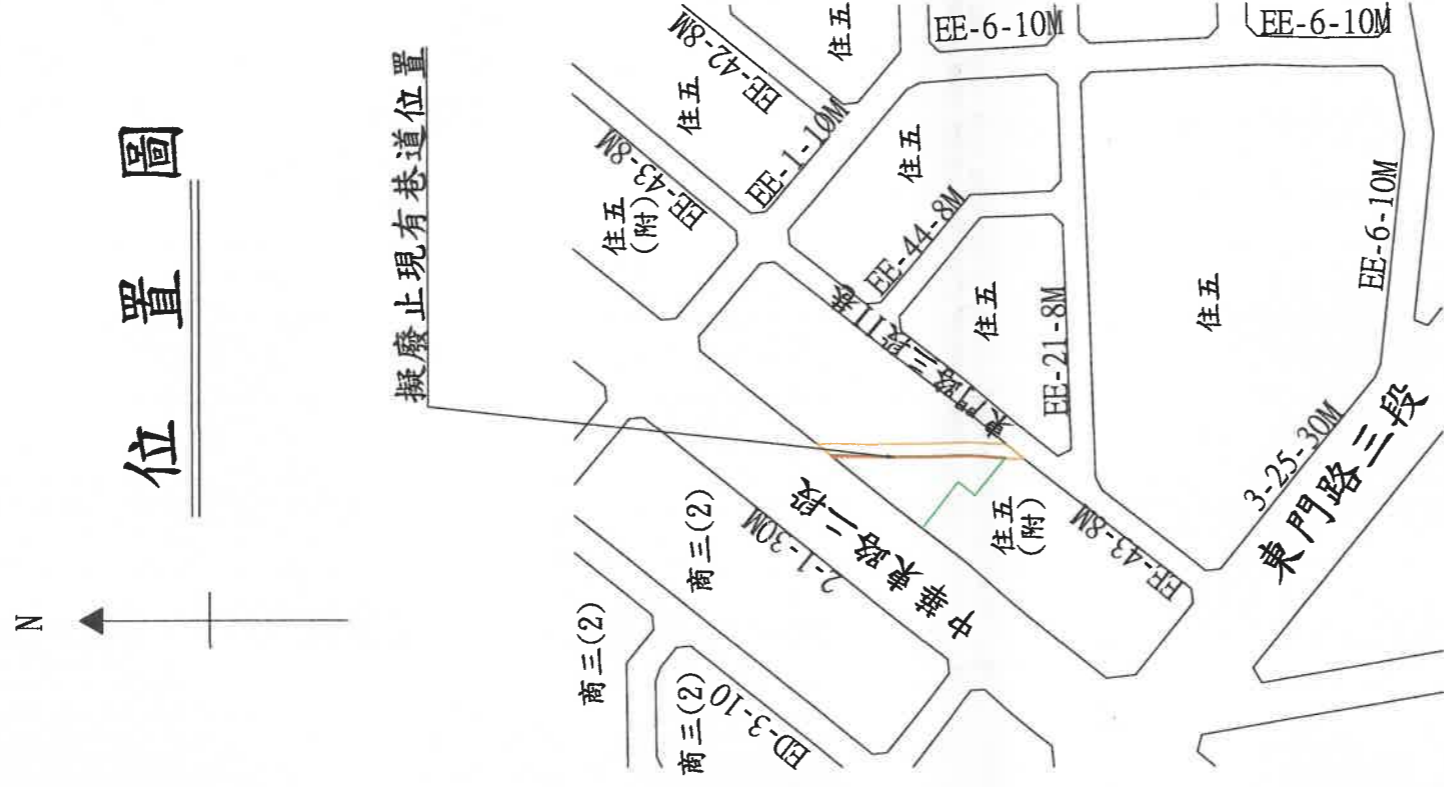 位置圖
N
擬廢止現有巷道位置
EE-42-8M
住五
EE-6-10M
EE-6-10M
住五
EE-43-8M
住五
(附)
EE-1-10M
住五
EE-44-8M
東門路三段11巷
住五
EE-21-8M
住五
EE-6-10M
商三(2)
2-1-30M
中華東路二段
住五
(附)
EE-43-8M
3-25-30M
東門路三段
商三(2)
商三(2)
ED-3-10